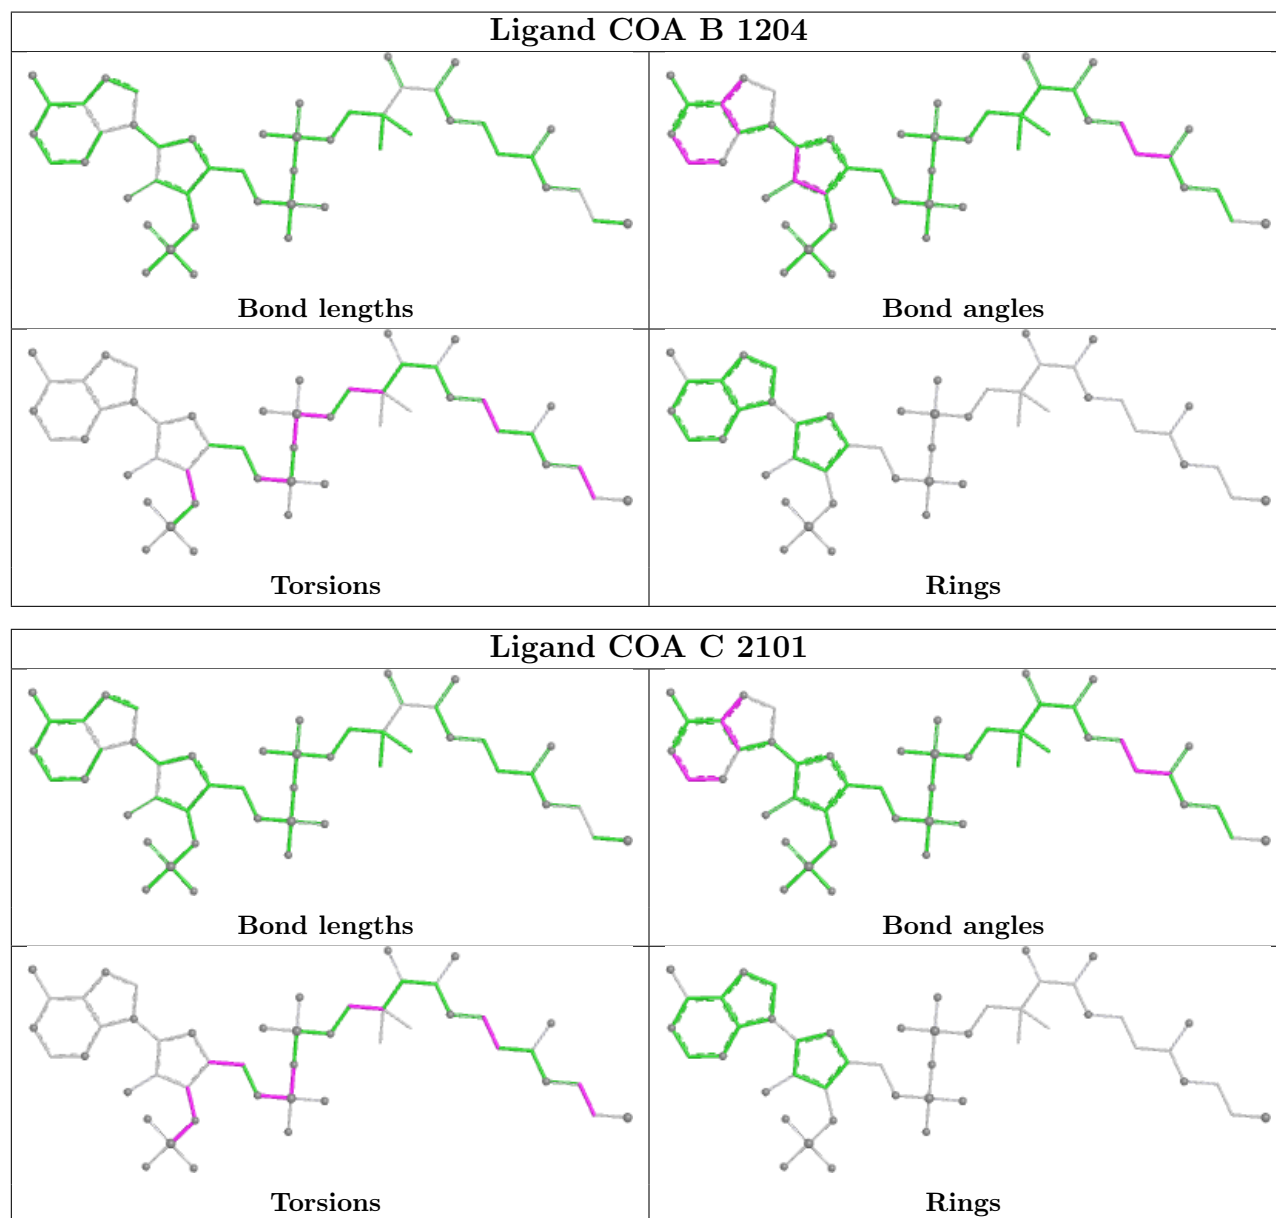 Ligand COA B 1204
Bond lengths
Bond angles
Torsions
Rings
Ligand COA C 2101
Bond lengths
Bond angles
Torsions
Rings